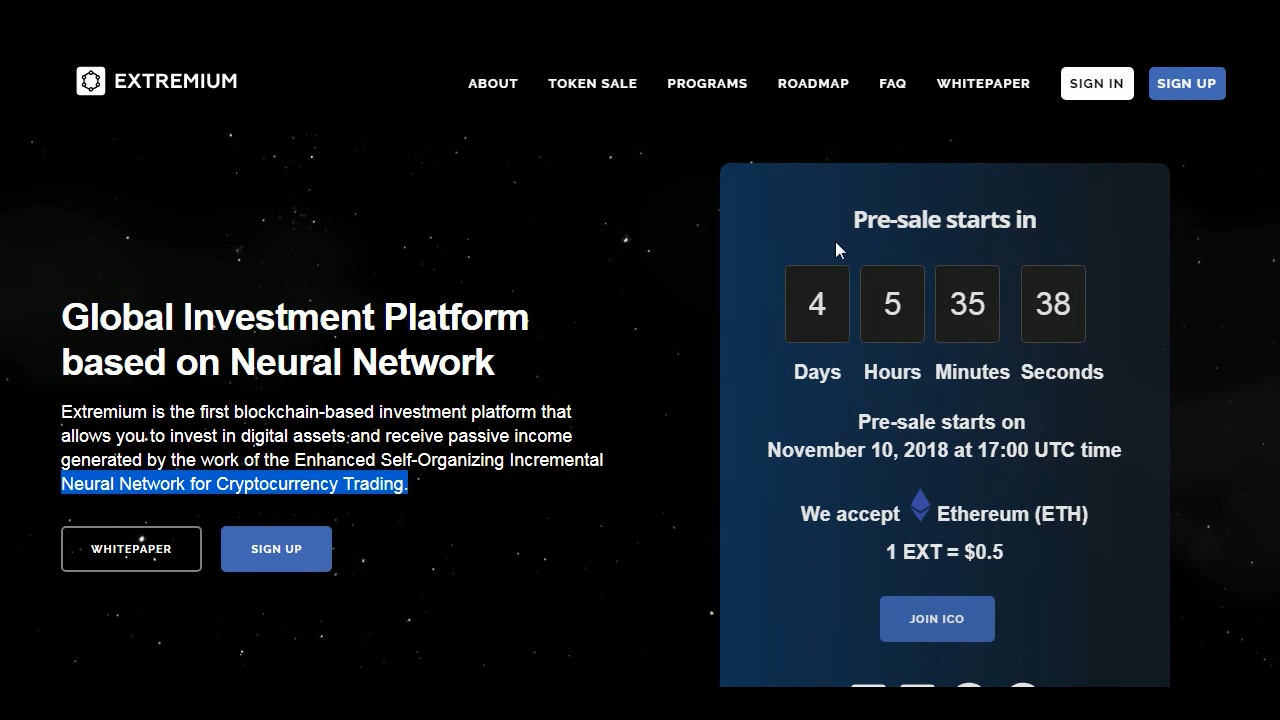 EXTREMIUM
ABOUT TOKEN SALE PROGRAMS ROADMAP FAQ WHITEPAPER SIGN IN SIGN UP
Global Investment Platform
based on Neural Network
Extremium is the first blockchain-based investment platform that
allows you to invest in digital assets and receive passive income
generated by the work of the Enhanced Self-Organizing Incremental
Neural Network for Cryptocurrency Trading.
WHITEPAPER SIGN UP
Pre-sale starts in
4 5 35 38
Days Hours Minutes Seconds
Pre-sale starts on
November 10, 2018 at 17:00 UTC time
We accept Ethereum (ETH)
1 EXT = $0.5
JOIN ICO